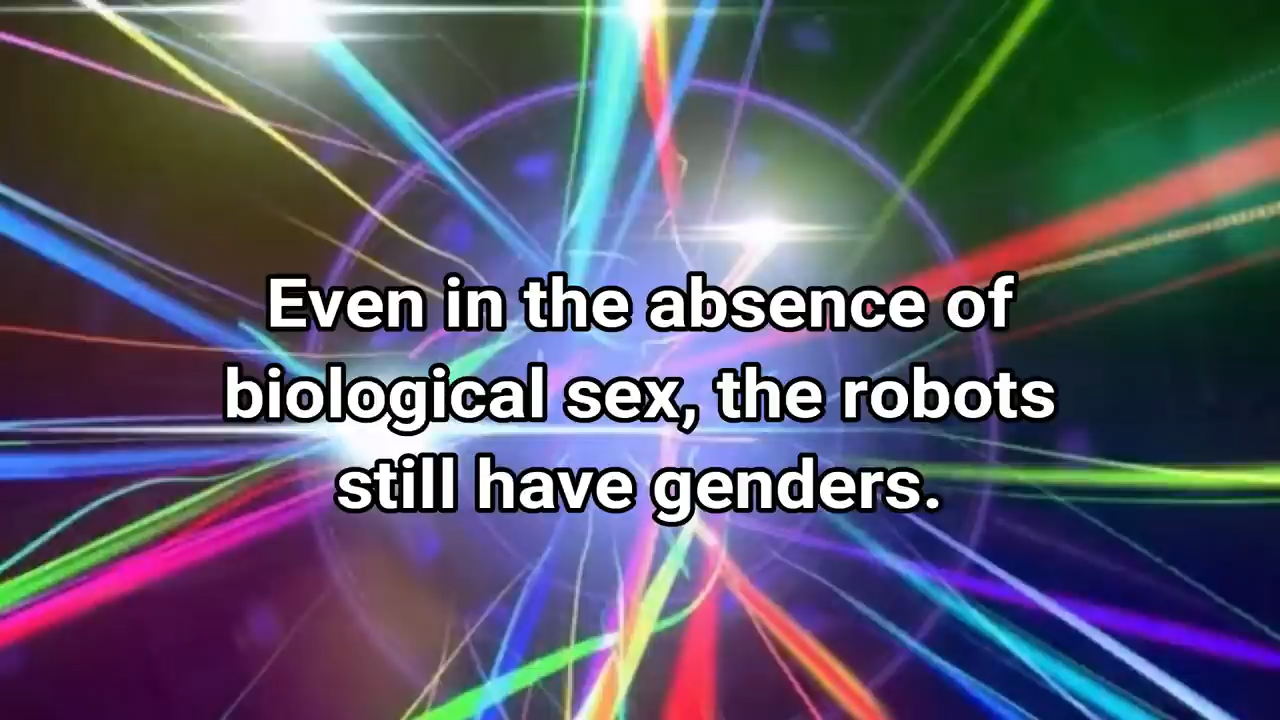 Even in the absence of
biological sex, the robots
still have genders.